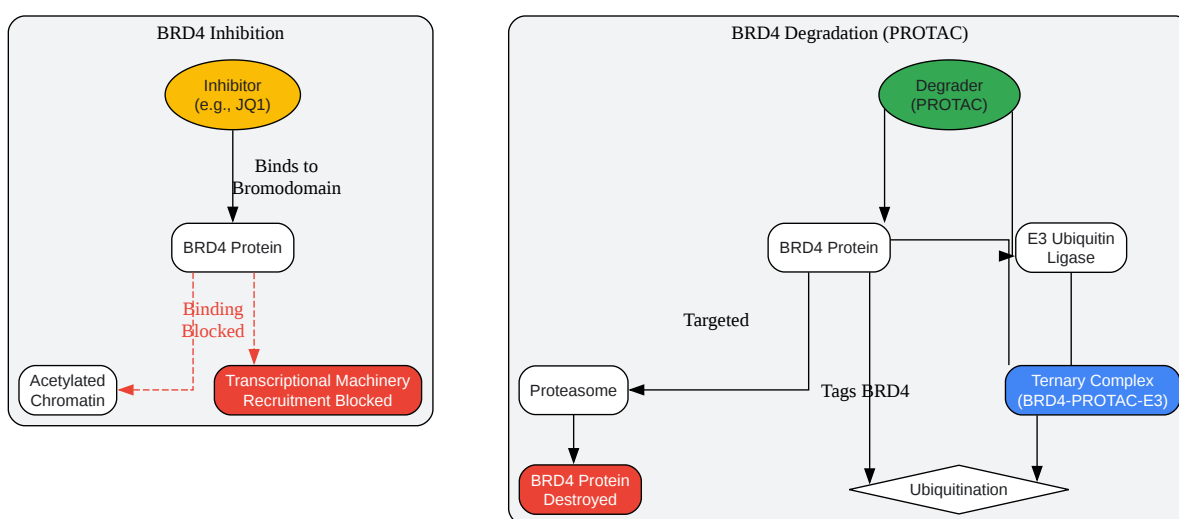 BRD4 Inhibition
Inhibitor
(e.g., JQ1)
Binds to
Bromodomain
BRD4 Protein
Binding
Blocked
Acetylated
Chromatin
Transcriptional Machinery
Recruitment Blocked
BRD4 Degradation (PROTAC)
Degrader
(PROTAC)
BRD4 Protein
E3 Ubiquitin
Ligase
Targeted
Proteasome
Tags BRD4
Ternary Complex
(BRD4-PROTAC-E3)
BRD4 Protein
Destroyed
Ubiquitination